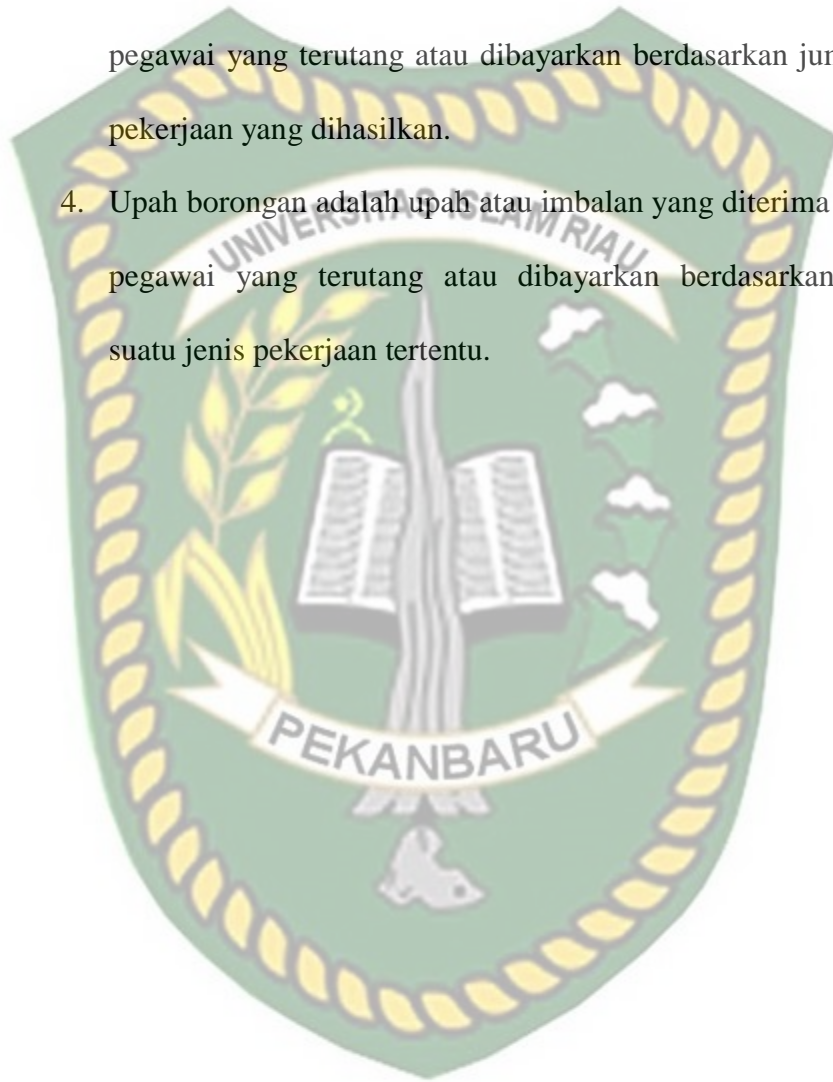 pegawai yang terutang atau dibayarkan berdasarkan
pekerjaan yang dihasilkan.
4. Upah borongan adalah upah atau imbalan yang diterima
UNIVERSITAS ISLAM RIAU
pegawai yang terutang atau dibayarkan berdasarkan
suatu jenis pekerjaan tertentu.
PEKANBARU